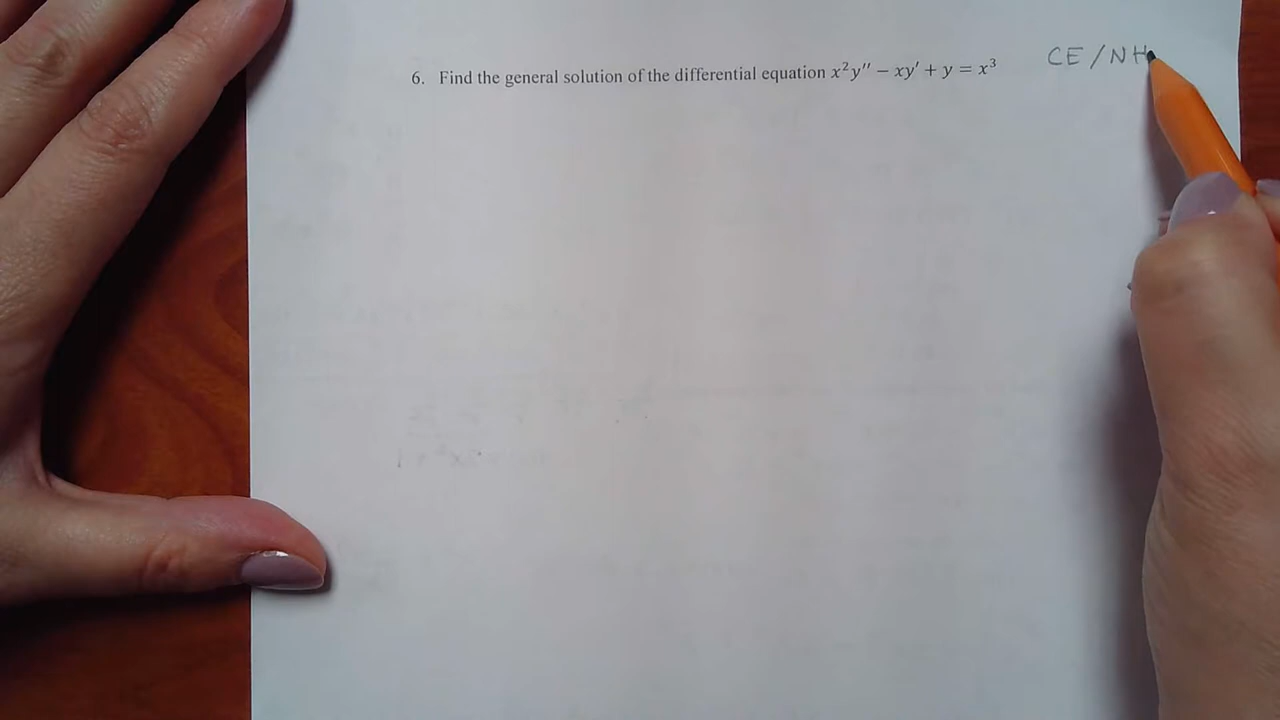 6. Find the general solution of the differential equation x²y″ − xy′ + y = x³
CE/NH